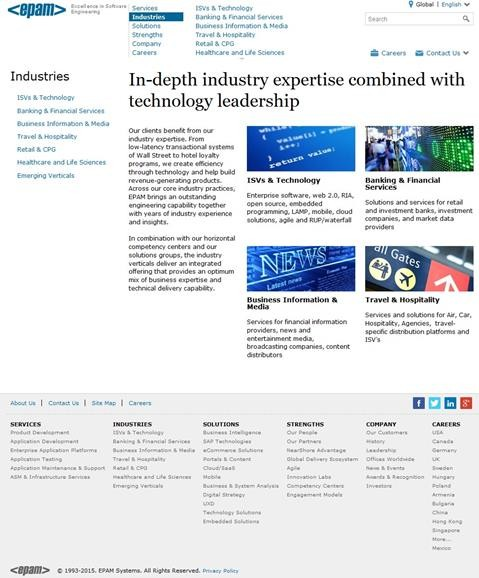 <epam>
Excellence in Software
Engineering
Services
Industries
Solutions
Strengths
Company
Careers
ISVs & Technology
Banking & Financial Services
Business Information & Media
Travel & Hospitality
Retail & CPG
Healthcare and Life Sciences
Global | English
Search
Careers
Contact Us
Industries
ISVs & Technology
Banking & Financial Services
Business Information & Media
Travel & Hospitality
Retail & CPG
Healthcare and Life Sciences
Emerging Verticals
In-depth industry expertise combined with
technology leadership
Our clients benefit from our
industry expertise. From
low-latency transactional systems
of Wall Street to hotel loyalty
programs, we create efficiency
through technology and help build
revenue-generating products.
Across our core industry practices,
EPAM brings an outstanding
engineering capability together
with years of industry experience
and insights.
In combination with our horizontal
competency centers and our
solutions groups, the industry
verticals deliver an integrated
offering that provides an optimum
mix of business expertise and
technical delivery capability.
return value;
ISVs & Technology
Enterprise software, web 2.0, RIA,
open source, embedded
programming, LAMP, mobile, cloud
solutions, agile and RUP/waterfall
Banking & Financial
Services
Solutions and services for retail
and investment banks, investment
companies, and market data
providers
NEWS
Latest news
Business Information &
Media
Services for financial information
providers, news and
entertainment media,
broadcasting companies, content
distributors
all Gates
Travel & Hospitality
Services and solutions for Air, Car,
Hospitality, Agencies, travel-
specific distribution platforms and
ISV's
About Us | Contact Us | Site Map | Careers
SERVICES
Product Development
Application Development
Enterprise Application Platforms
Application Testing
Application Maintenance & Support
ASM & Infrastructure Services
INDUSTRIES
ISVs & Technology
Banking & Financial Services
Business Information & Media
Travel & Hospitality
Retail & CPG
Healthcare and Life Sciences
Emerging Verticals
SOLUTIONS
Business Intelligence
SAP Technologies
eCommerce Solutions
Portals & Content
Cloud/SaaS
Mobile
Business & System Analysis
Digital Strategy
UXD
Technology Solutions
Embedded Solutions
STRENGTHS
Our People
Our Partners
NearShore Advantage
Global Delivery Ecosystem
Agile
Innovation Labs
Competency Centers
Engagement Models
COMPANY
Our Customers
History
Leadership
Offices Worldwide
News & Events
Awards & Recognition
Investors
CAREERS
USA
Canada
Germany
UK
Sweden
Hungary
Poland
Armenia
Bulgaria
China
Hong Kong
Singapore
More...
Mexico
<epam> © 1993-2015. EPAM Systems. All Rights Reserved. Privacy Policy